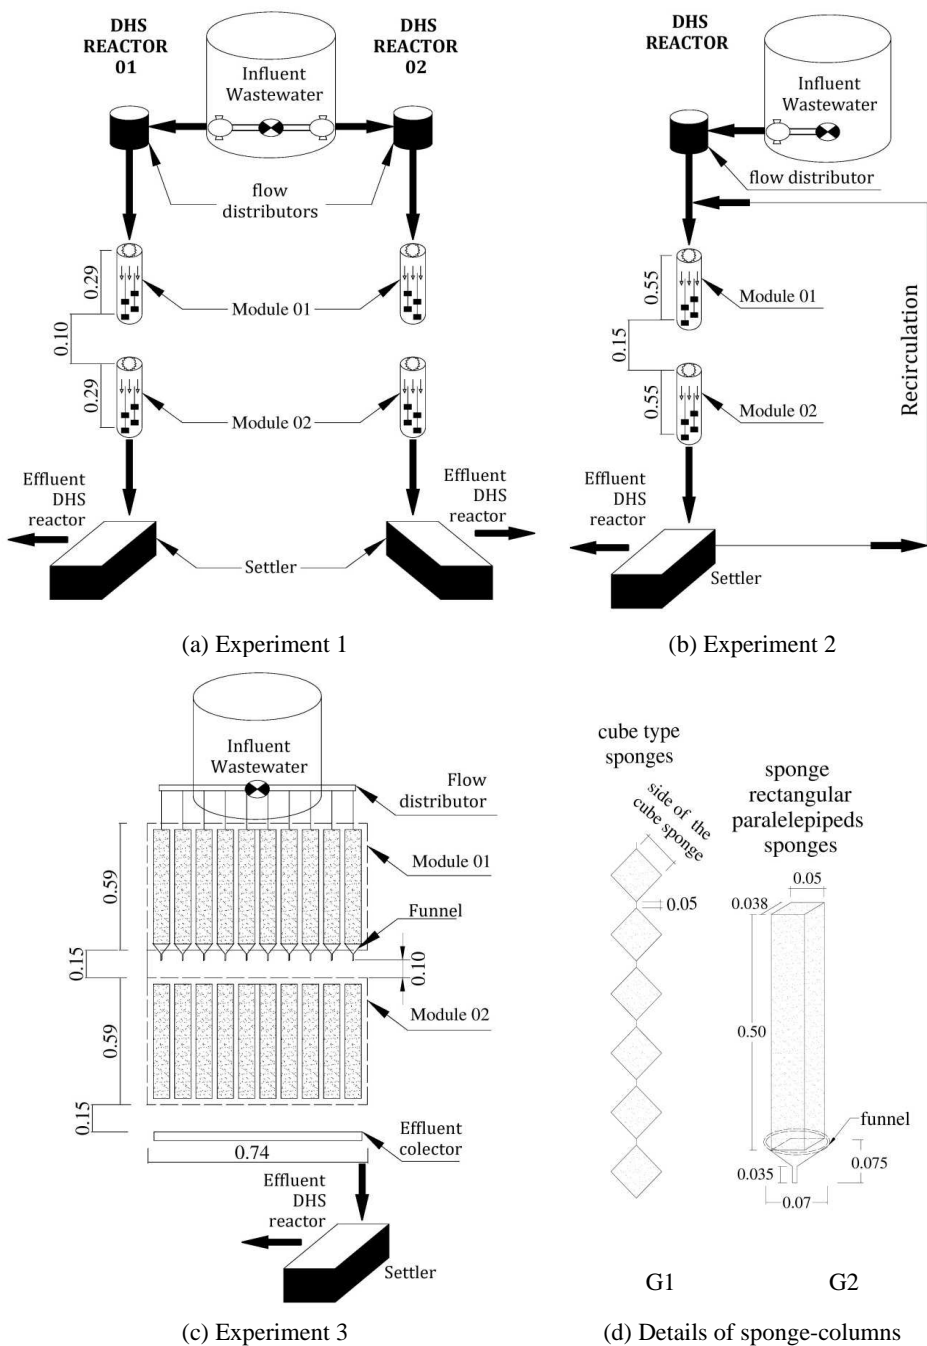 DHS
REACTOR
01
DHS
REACTOR
02
Influent
Wastewater
flow
distributors
0.29
0.10
0.29
Module 01
Module 02
Effluent
DHS
reactor
Effluent
DHS
reactor
Settler
(a) Experiment 1
DHS
REACTOR
Influent
Wastewater
flow distributor
0.55
0.15
0.55
Module 01
Module 02
Recirculation
Effluent
DHS
reactor
Settler
(b) Experiment 2
Influent
Wastewater
Flow
distributor
Module 01
Funnel
0.59
0.15
0.10
0.59
Module 02
0.15
0.74
Effluent
colector
Effluent
DHS
reactor
Settler
(c) Experiment 3
cube type
sponges
side of the
cube sponge
0.05
sponge
rectangular
paralelepipeds
sponges
0.05
0.038
0.50
funnel
0.035
0.075
0.07
G1
G2
(d) Details of sponge-columns